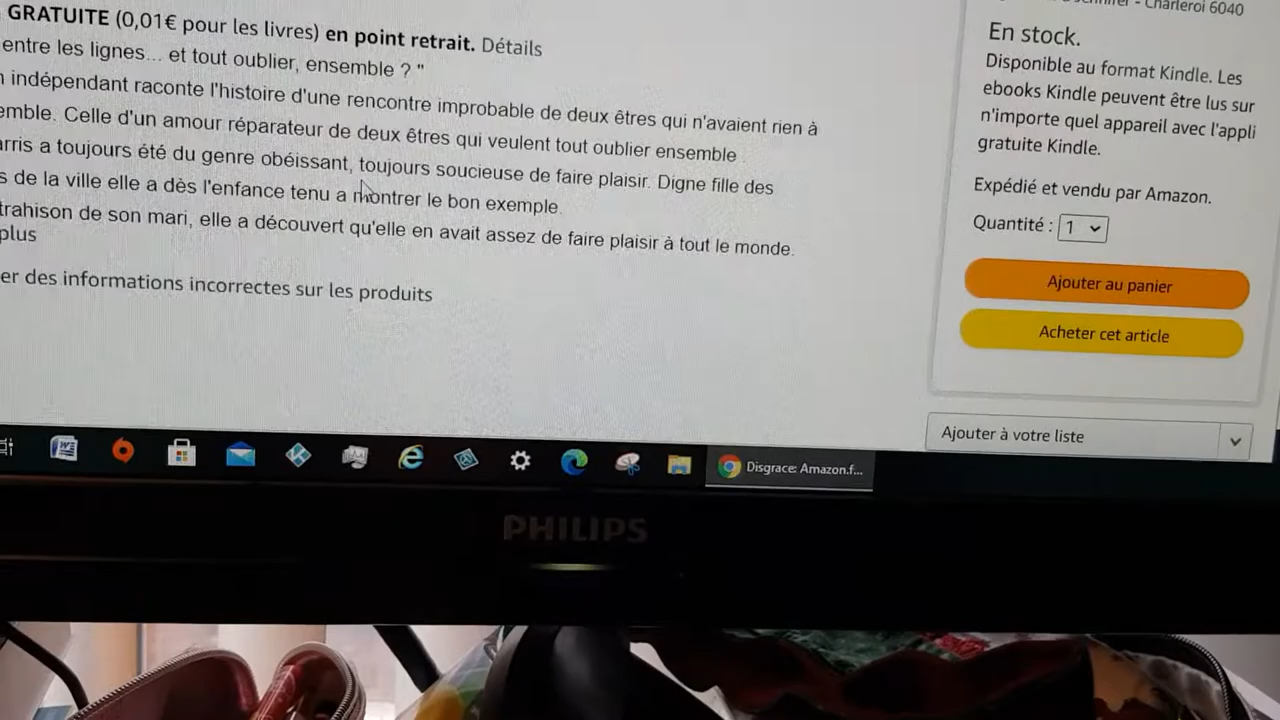 GRATUITE (0,01€ pour les livres) en point retrait. Détails
entre les lignes... et tout oublier, ensemble ? "
indépendant raconte l'histoire d'une rencontre improbable de deux êtres qui n'avaient rien à
emble. Celle d'un amour réparateur de deux êtres qui veulent tout oublier ensemble
arris a toujours été du genre obéissant, toujours soucieuse de faire plaisir. Digne fille des
s de la ville elle a dès l'enfance tenu a montrer le bon exemple.
trahison de son mari, elle a découvert qu'elle en avait assez de faire plaisir à tout le monde.
plus
er des informations incorrectes sur les produits
- Charleroi 6040
En stock.
Disponible au format Kindle. Les
ebooks Kindle peuvent être lus sur
n'importe quel appareil avec l'appli
gratuite Kindle.
Expédié et vendu par Amazon.
Quantité : 1
Ajouter au panier
Acheter cet article
Ajouter à votre liste
Disgrace: Amazon.f...
PHILIPS